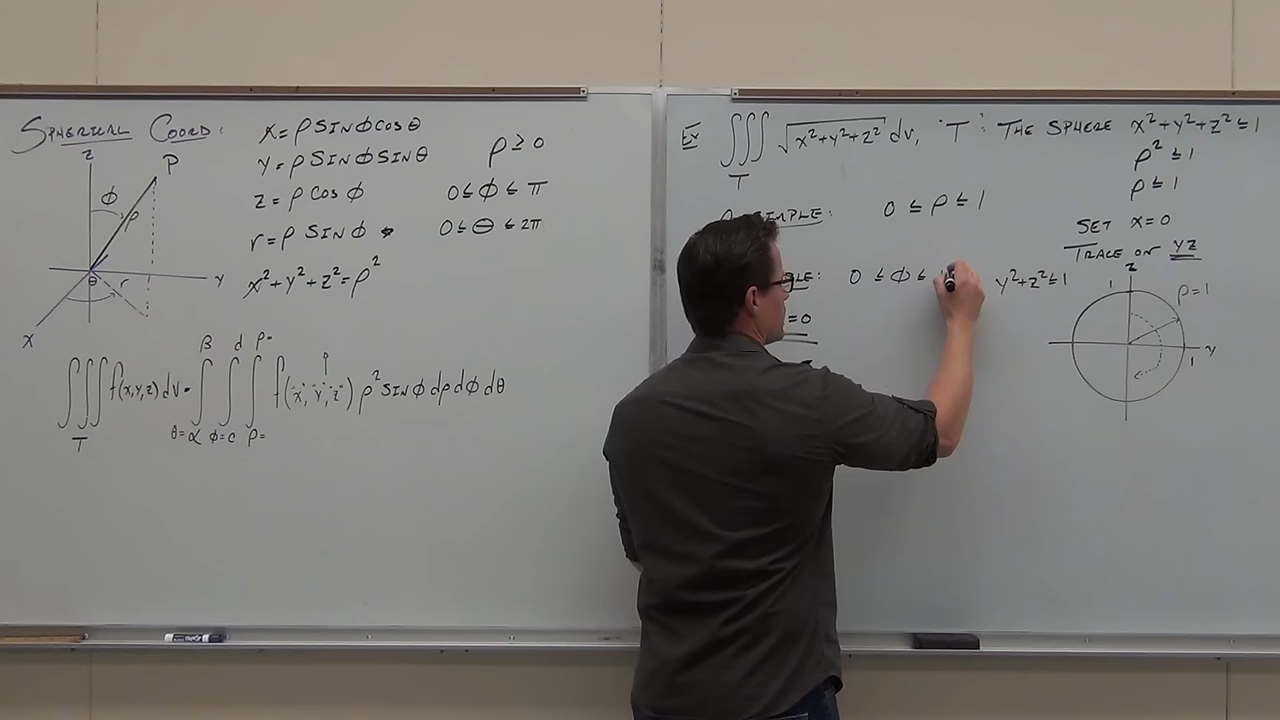 SPHERICAL COORD:
x = ρ SIN ϕ COS θ
y = ρ SIN ϕ SIN θ
z = ρ COS ϕ
r = ρ SIN ϕ
x² + y² + z² = ρ²
ρ ≥ 0
0 ≤ ϕ ≤ π
0 ≤ θ ≤ 2π
z
P
ϕ
ρ
θ
r
y
x
∭ f(x,y,z) dv = ∫ ∫ ∫ f(x, y, z) ρ² SIN ϕ dρ dϕ dθ
T
β d ρ=
θ=α ϕ=c ρ=
Ex ∭ √x²+y²+z² dv, "T": THE SPHERE x²+y²+z² ≤ 1
T
ρ² ≤ 1
ρ ≤ 1
0 ≤ ρ ≤ 1
SET x=0
TRACE ON YZ
0 ≤ ϕ ≤
=0
y²+z² ≤ 1
z
1
ρ=1
1
y